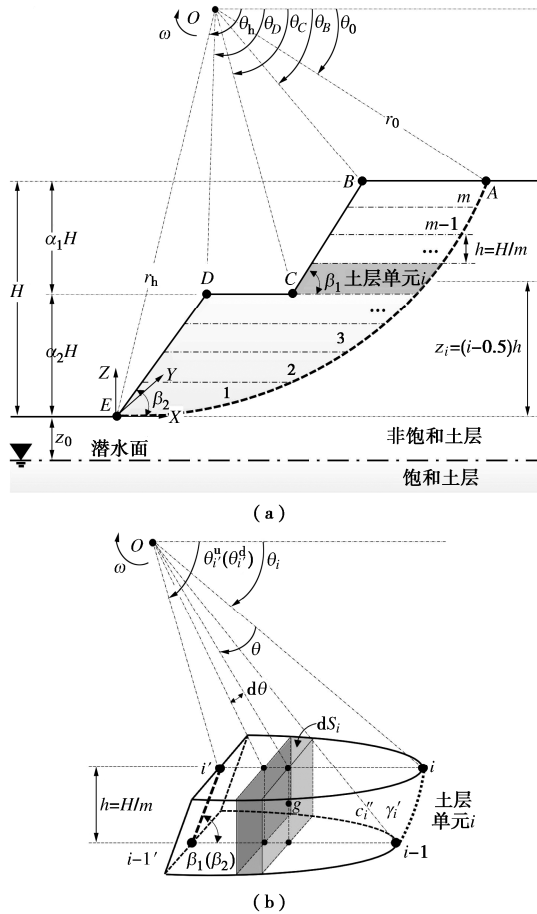 O
ω
θh
θD
θC
θB
θ0
r0
B
A
m
m-1
...
h=H/m
α1H
H
rh
D
C
β1
土层单元i
...
zi=(i-0.5)h
α2H
3
2
1
Z
Y
E
β2
X
z0
潜水面
非饱和土层
饱和土层
(a)
O
ω
θi′u(θi′d)
θi
θ
dθ
dSi
i′
i
h=H/m
g
ci″
γi′
土层
单元i
i-1′
β1(β2)
i-1
(b)